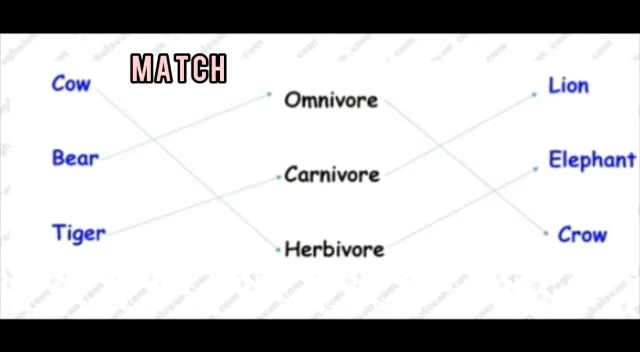 MATCH
Cow
Omnivore
Lion
Bear
Carnivore
Elephant
Tiger
Herbivore
Crow